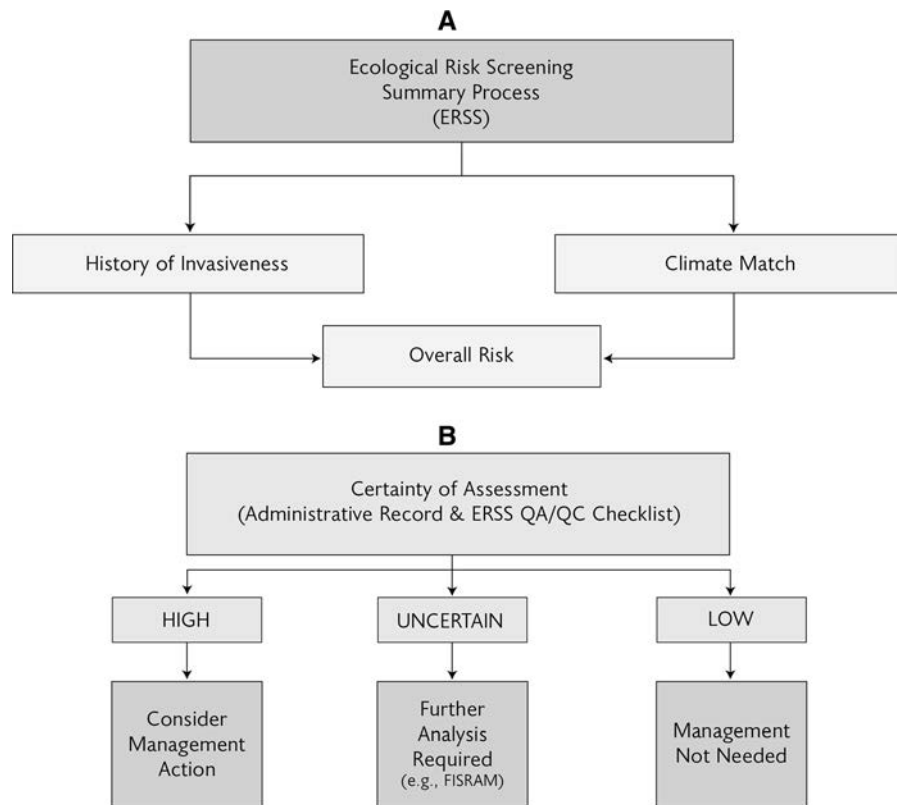 A
Ecological Risk Screening
Summary Process
(ERSS)
History of Invasiveness
Climate Match
Overall Risk
B
Certainty of Assessment
(Administrative Record & ERSS QA/QC Checklist)
HIGH
UNCERTAIN
LOW
Consider
Management
Action
Further
Analysis
Required
(e.g., FISRAM)
Management
Not Needed